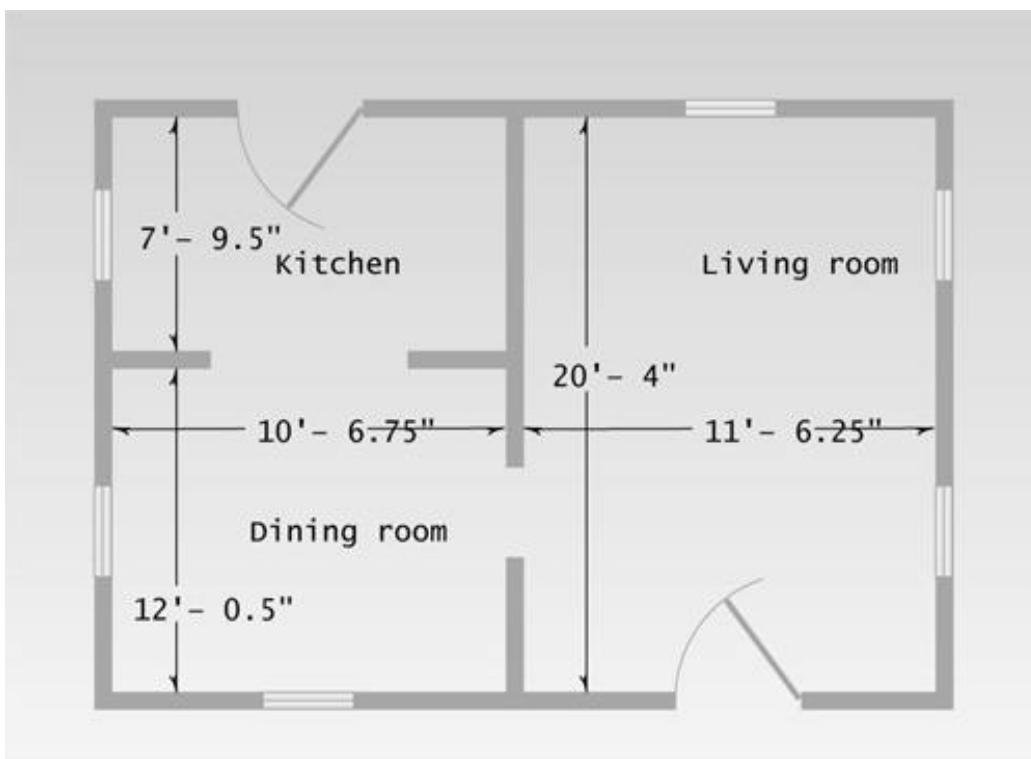 7'– 9.5"
Kitchen
Living room
20'– 4"
10'– 6.75"
11'– 6.25"
Dining room
12'– 0.5"